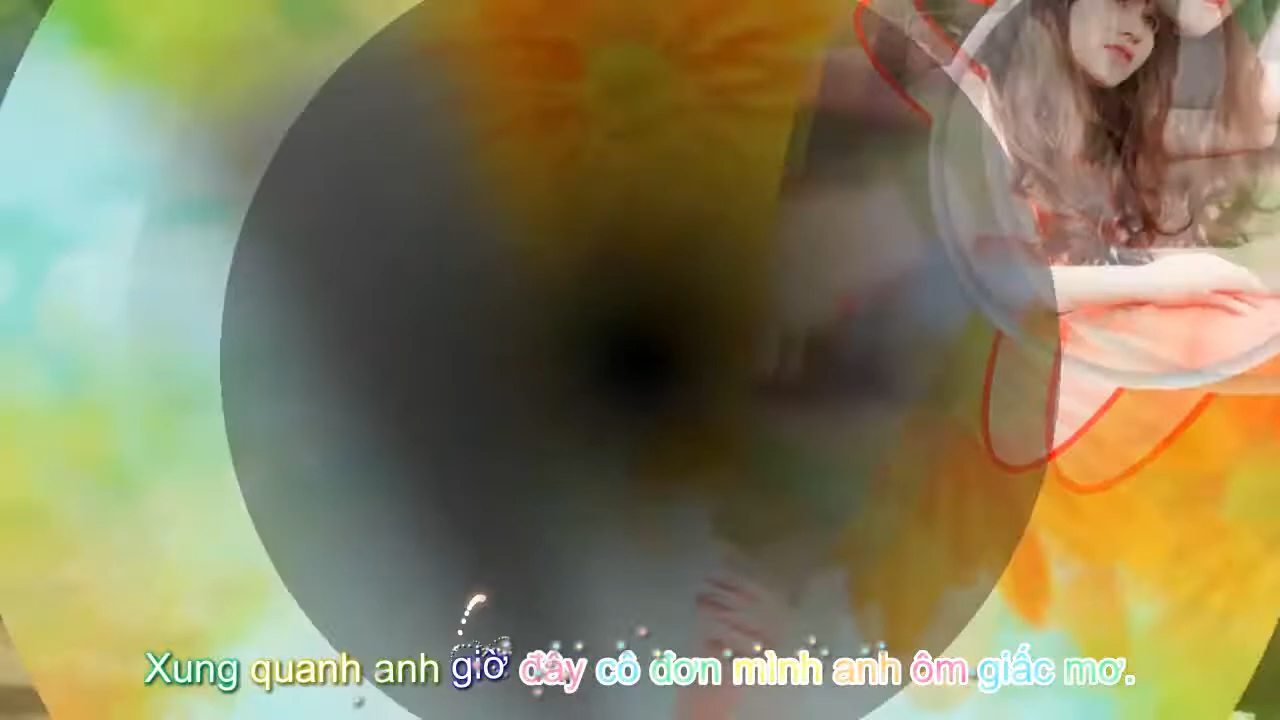 Xung quanh anh giờ đây cô đơn mình anh ôm giấc mơ.